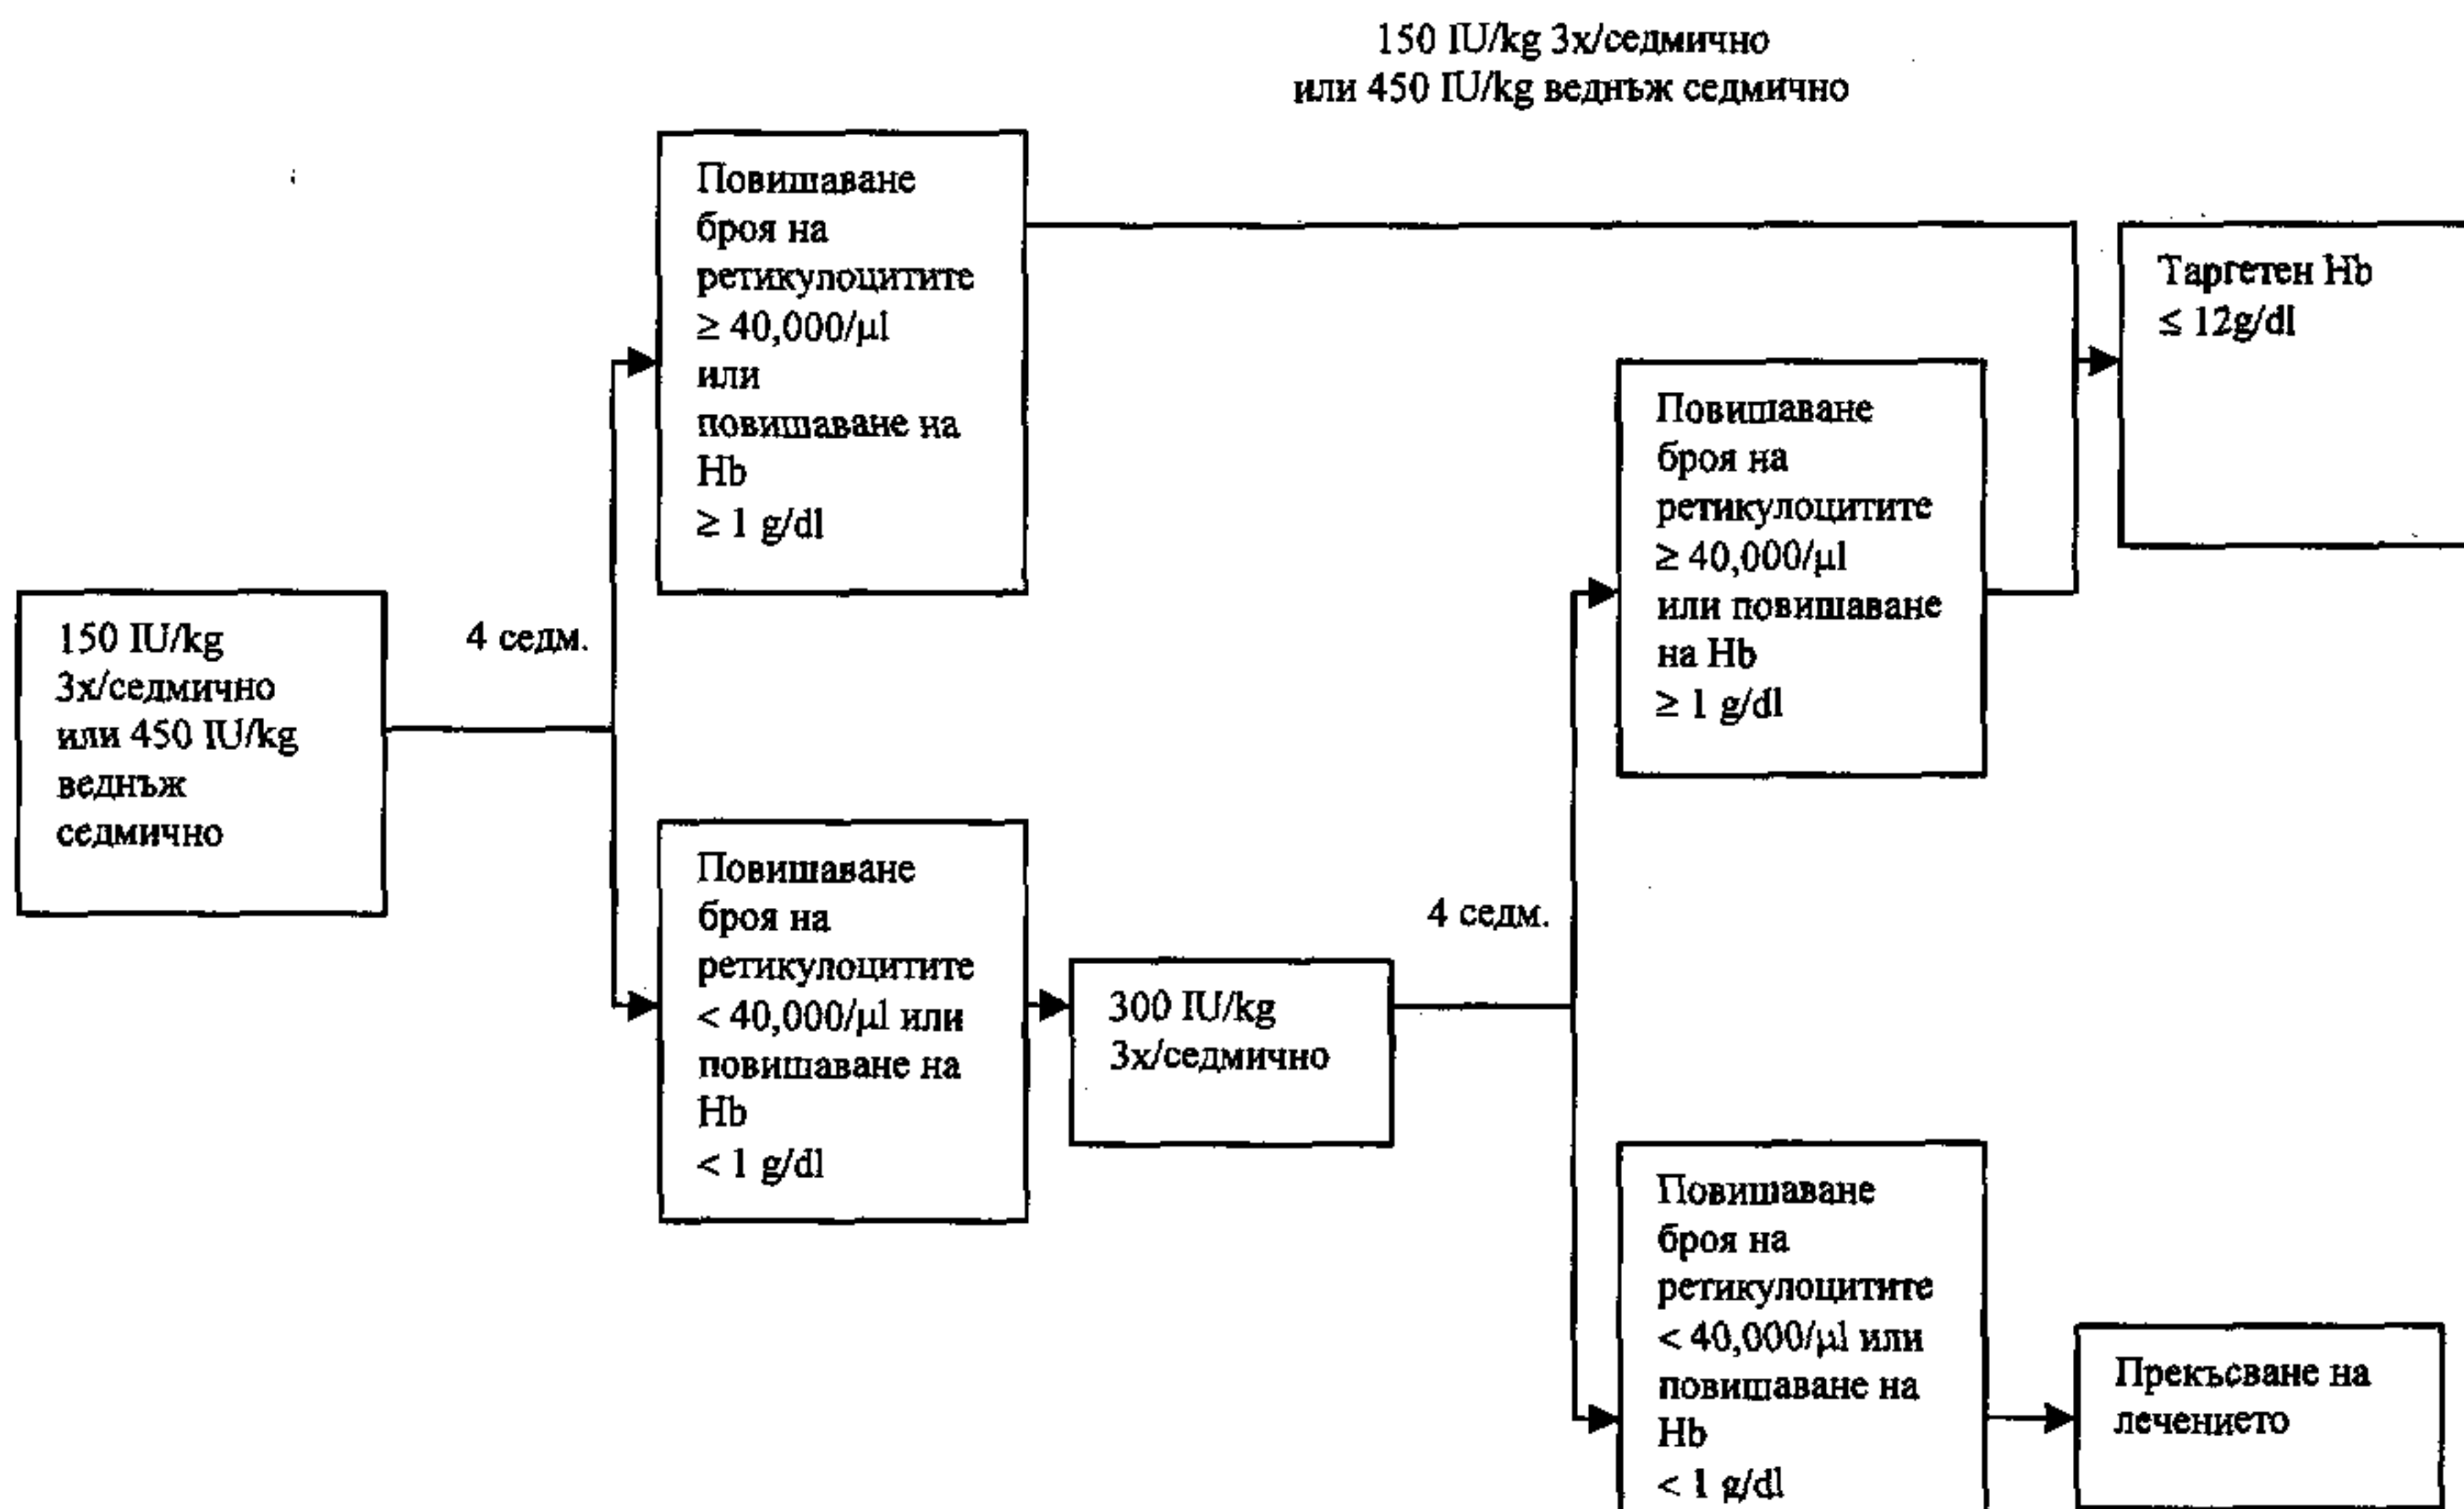 150 IU/kg 3x/седмично
или 450 IU/kg веднъж седмично
Повишаване
броя на
ретикулоцитите
≥ 40,000/µl
или
повишаване на
Hb
≥ 1 g/dl
Таргетен Hb
≤ 12g/dl
Повишаване
броя на
ретикулоцитите
≥ 40,000/µl
или повишаване
на Hb
≥ 1 g/dl
150 IU/kg
3x/седмично
или 450 IU/kg
веднъж
седмично
4 седм.
Повишаване
броя на
ретикулоцитите
< 40,000/µl или
повишаване на
Hb
< 1 g/dl
300 IU/kg
3x/седмично
4 седм.
Повишаване
броя на
ретикулоцитите
< 40,000/µl или
повишаване на
Hb
< 1 g/dl
Прекъсване на
лечението